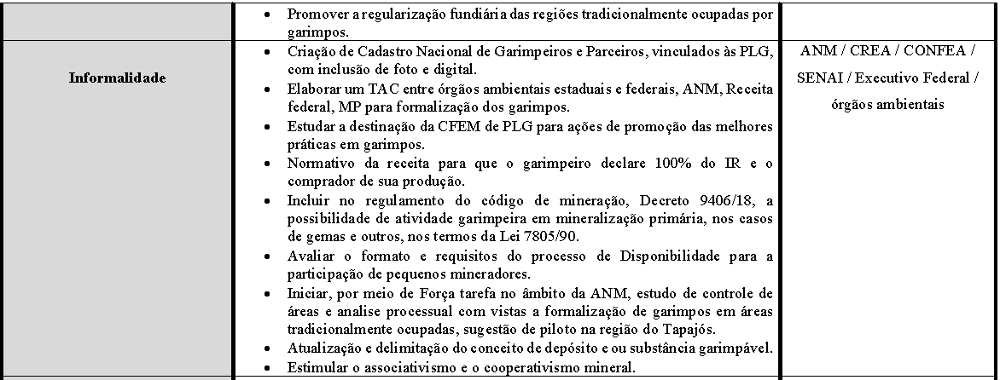 • Promover a regularização fundiária das regiões tradicionalmente ocupadas por
garimpos.
Informalidade
• Criação de Cadastro Nacional de Garimpeiros e Parceiros, vinculados às PLG,
com inclusão de foto e digital.
• Elaborar um TAC entre órgãos ambientais estaduais e federais, ANM, Receita
federal, MP para formalização dos garimpos.
• Estudar a destinação da CFEM de PLG para ações de promoção das melhores
práticas em garimpos.
• Normativo da receita para que o garimpeiro declare 100% do IR e o
comprador de sua produção.
• Incluir no regulamento do código de mineração, Decreto 9406/18, a
possibilidade de atividade garimpeira em mineralização primária, nos casos
de gemas e outros, nos termos da Lei 7805/90.
• Avaliar o formato e requisitos do processo de Disponibilidade para a
participação de pequenos mineradores.
• Iniciar, por meio de Força tarefa no âmbito da ANM, estudo de controle de
áreas e analise processual com vistas a formalização de garimpos em áreas
tradicionalmente ocupadas, sugestão de piloto na região do Tapajós.
• Atualização e delimitação do conceito de depósito e ou substância garimpável.
• Estimular o associativismo e o cooperativismo mineral.
ANM / CREA / CONFEA /
SENAI / Executivo Federal /
órgãos ambientais